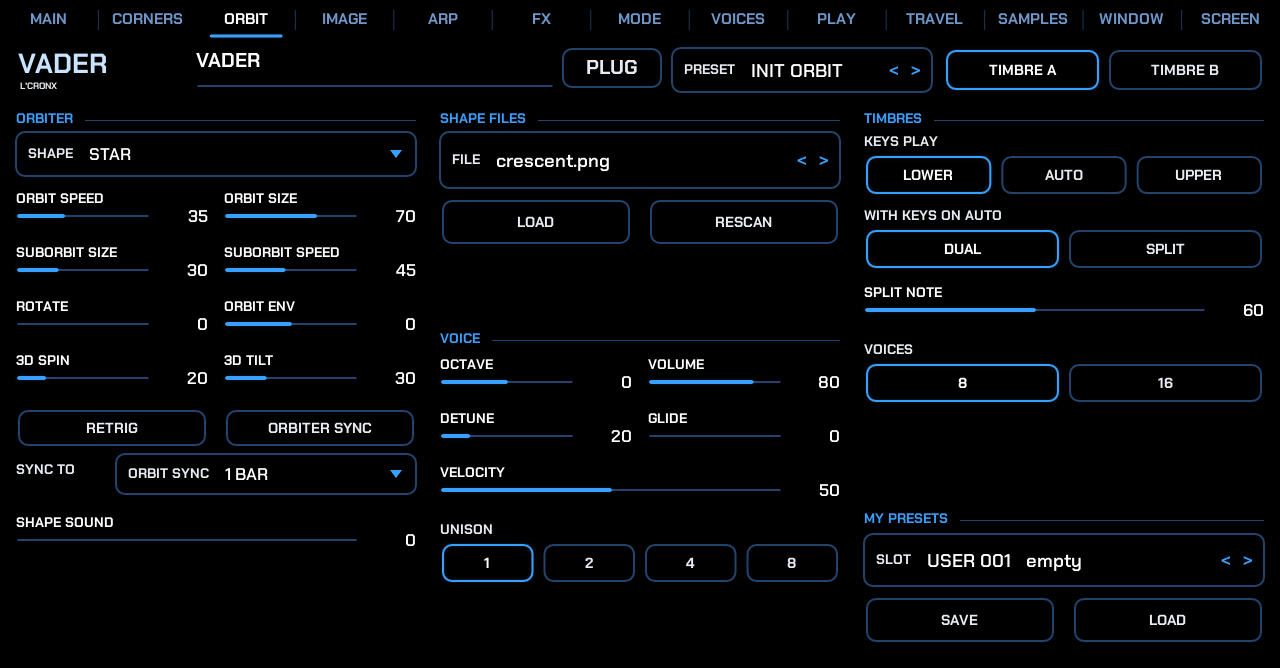 MAIN CORNERS ORBIT IMAGE ARP FX MODE VOICES PLAY TRAVEL SAMPLES WINDOW SCREEN
VADER
L'CRONX
VADER
PLUG
PRESET INIT ORBIT < >
TIMBRE A
TIMBRE B
ORBITER
SHAPE STAR
ORBIT SPEED 35
ORBIT SIZE 70
SUBORBIT SIZE 30
SUBORBIT SPEED 45
ROTATE 0
ORBIT ENV 0
3D SPIN 20
3D TILT 30
RETRIG
ORBITER SYNC
SYNC TO
ORBIT SYNC 1 BAR
SHAPE SOUND 0
SHAPE FILES
FILE crescent.png < >
LOAD
RESCAN
VOICE
OCTAVE 0
VOLUME 80
DETUNE 20
GLIDE 0
VELOCITY 50
UNISON
1 2 4 8
TIMBRES
KEYS PLAY
LOWER AUTO UPPER
WITH KEYS ON AUTO
DUAL SPLIT
SPLIT NOTE 60
VOICES
8 16
MY PRESETS
SLOT USER 001 empty < >
SAVE LOAD